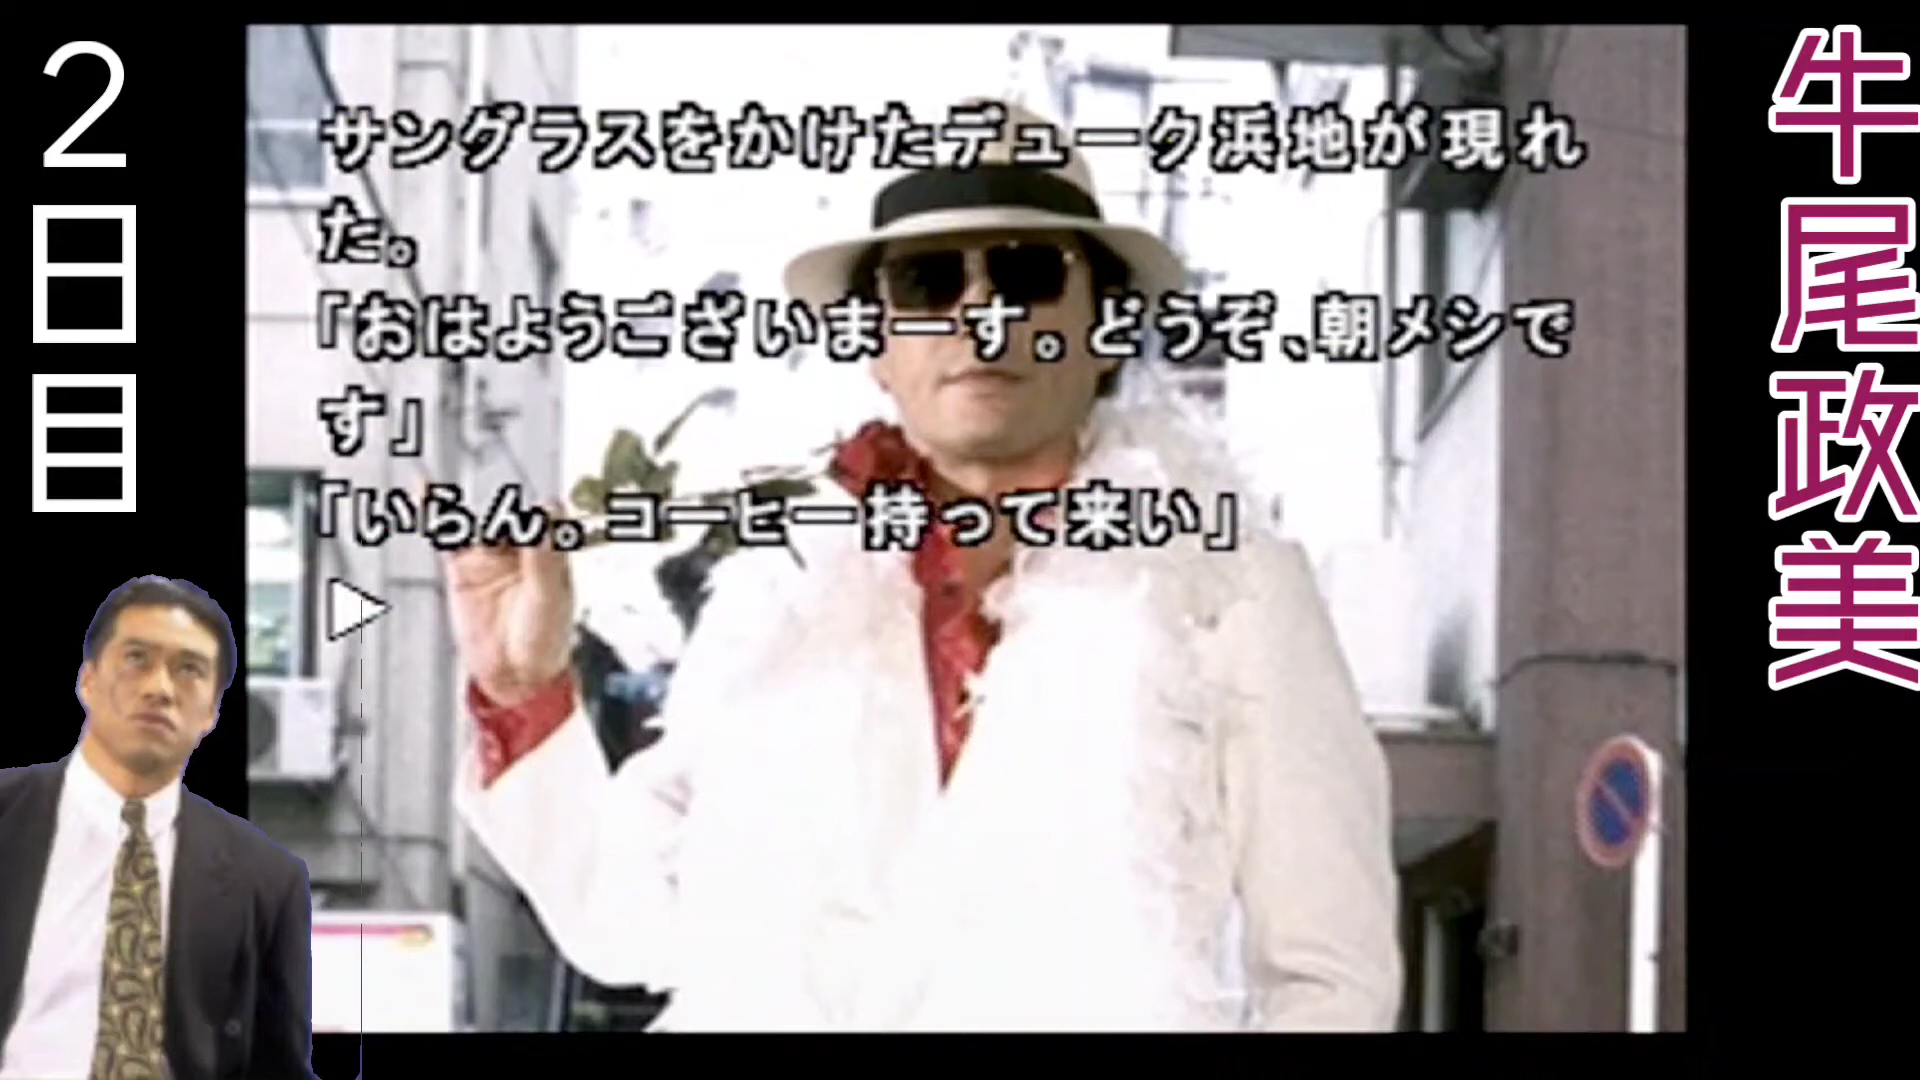 2日目
サングラスをかけたデューク浜地が現れ
た。
「おはようございまーす。どうぞ、朝メシで
す」
「いらん。コーヒー持って来い」
牛尾政美